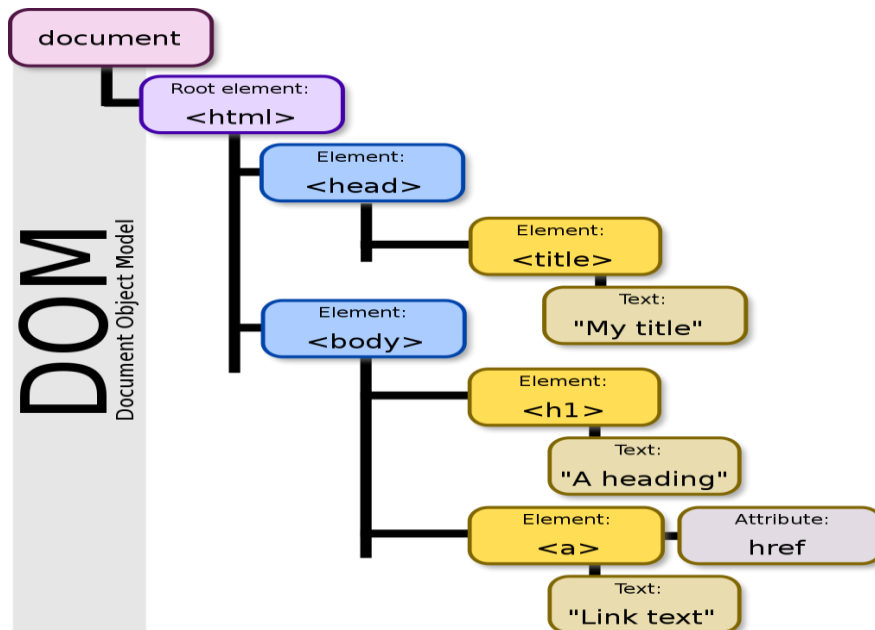 document
Root element:
<html>
Element:
<head>
Element:
<title>
Text:
"My title"
Element:
<body>
Element:
<h1>
Text:
"A heading"
Element:
<a>
Attribute:
href
Text:
"Link text"
DOM
Document Object Model